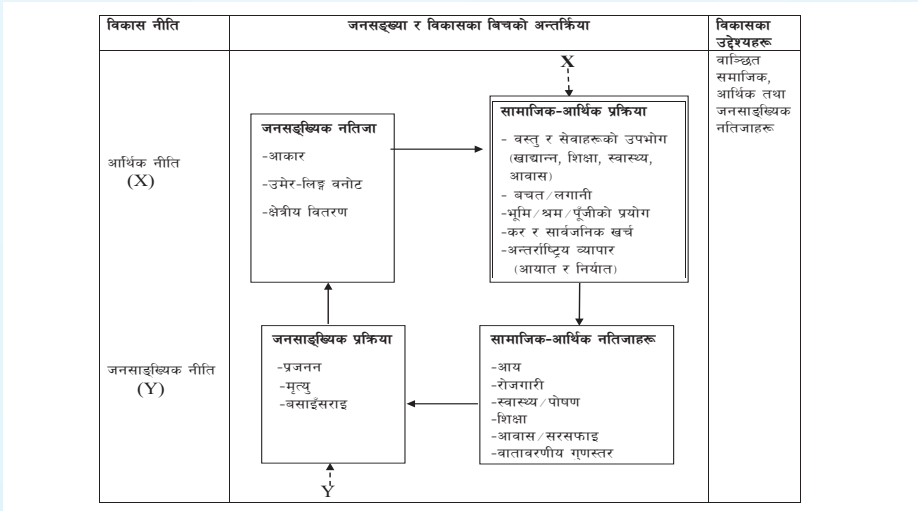 विकास नीति
जनसङ्ख्या र विकासका बिचको अन्तर्क्रिया
विकासका
उद्देश्यहरू
वाञ्छित
समाजिक,
आर्थिक तथा
जनसाङ्ख्यिक
नतिजाहरू
आर्थिक नीति
(X)
जनसाङ्ख्यिक नीति
(Y)
X
जनसङ्ख्यिक नतिजा
-आकार
-उमेर-लिङ्ग वनोट
-क्षेत्रीय वितरण
सामाजिक-आर्थिक प्रक्रिया
- वस्तु र सेवाहरूको उपभोग
(खाद्यान्न, शिक्षा, स्वास्थ्य,
आवास)
- बचत/लगानी
-भूमि/श्रम/पूँजीको प्रयोग
-कर र सार्वजनिक खर्च
-अन्तर्राष्ट्रिय व्यापार
(आयात र निर्यात)
जनसाङ्ख्यिक प्रक्रिया
-प्रजनन
-मृत्यु
-बसाइँसराइ
सामाजिक-आर्थिक नतिजाहरू
-आय
-रोजगारी
-स्वास्थ्य/पोषण
-शिक्षा
-आवास/सरसफाइ
-वातावरणीय गुणस्तर
Y